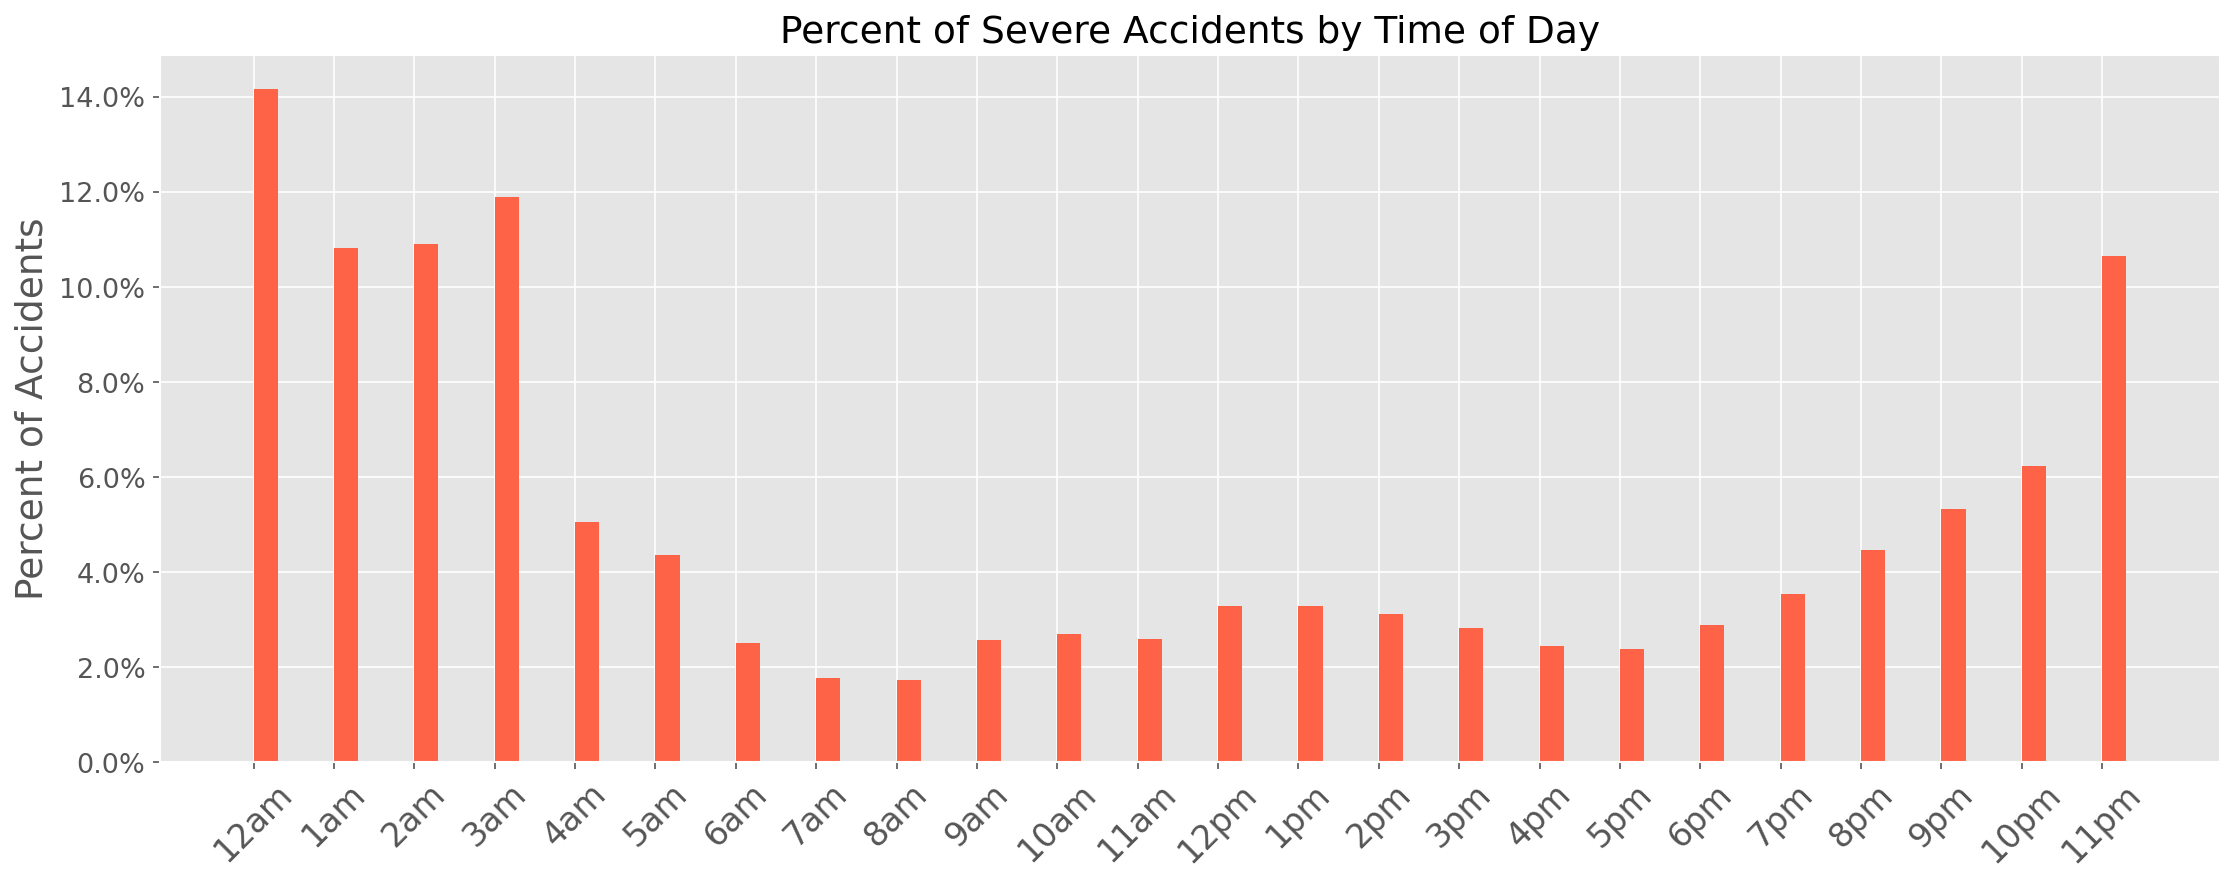 Percent of Severe Accidents by Time of Day
Percent of Accidents
14.0%
12.0%
10.0%
8.0%
6.0%
4.0%
2.0%
0.0%
12am 1am 2am 3am 4am 5am 6am 7am 8am 9am 10am 11am 12pm 1pm 2pm 3pm 4pm 5pm 6pm 7pm 8pm 9pm 10pm 11pm